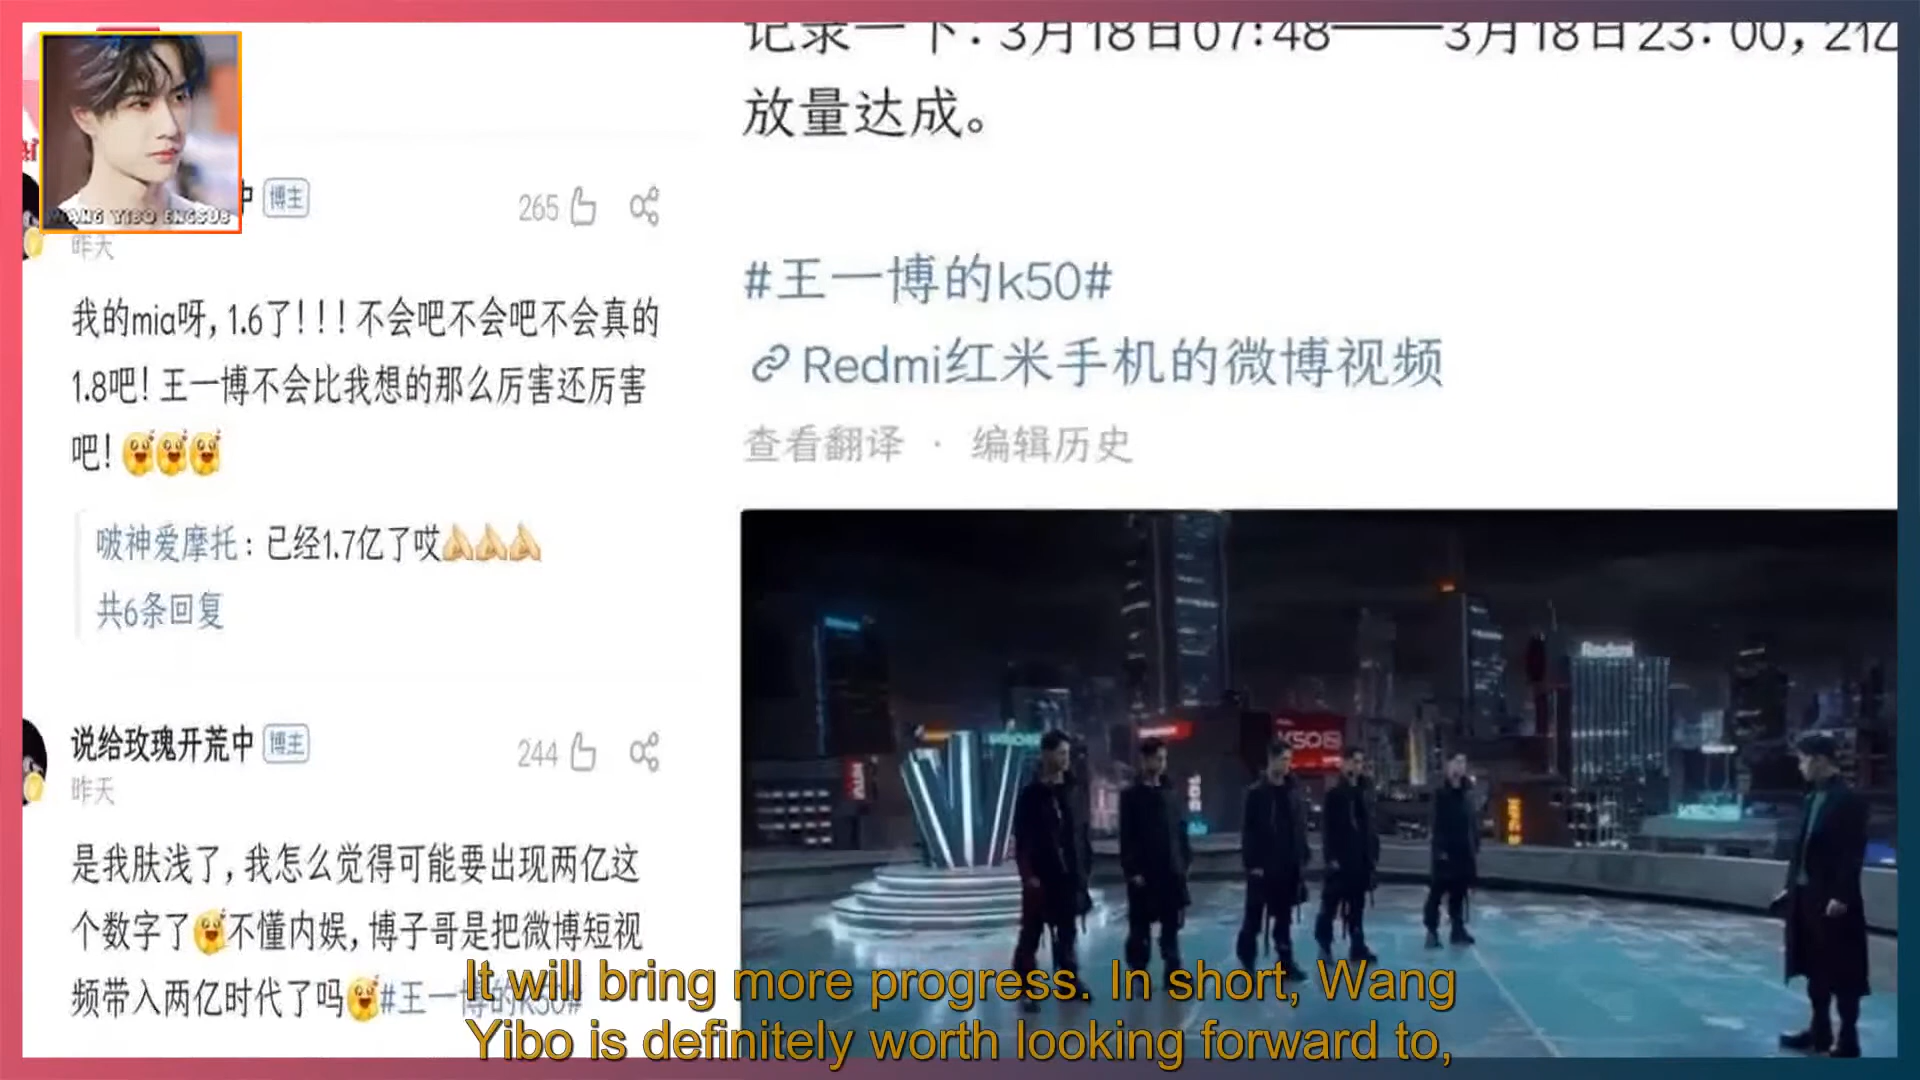 WANG YIBO ENGSUB
中 博主
265
昨天
我的mia呀,1.6了!!!不会吧不会吧不会真的
1.8吧!王一博不会比我想的那么厉害还厉害
吧!
啵神爱摩托:已经1.7亿了哎
共6条回复
说给玫瑰开荒中 博主
244
昨天
是我肤浅了,我怎么觉得可能要出现两亿这
个数字了 不懂内娱,博子哥是把微博短视
频带入两亿时代了吗 #王一博的K50#
记录一下:3月18日07:48——3月18日23:00,2亿
放量达成。
#王一博的k50#
Redmi红米手机的微博视频
查看翻译 · 编辑历史
Redmi
K50
It will bring more progress. In short, Wang
Yibo is definitely worth looking forward to,